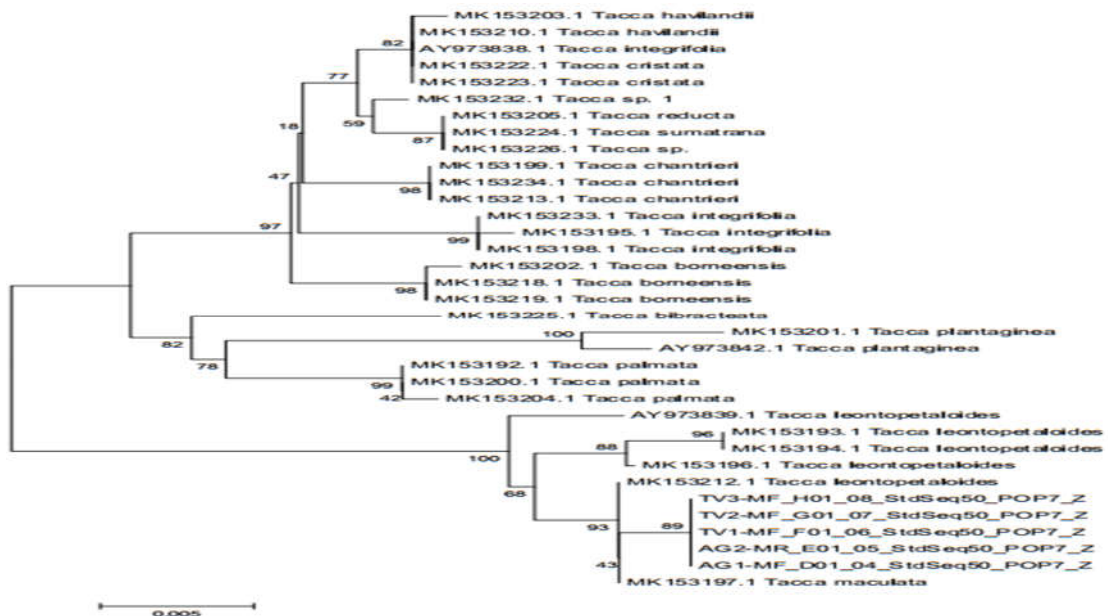 MK153203.1 Tacca havilandii
MK153210.1 Tacca havilandii
82
AY973838.1 Tacca integrifolia
MK153222.1 Tacca cristata
77
MK153223.1 Tacca cristata
MK153232.1 Tacca sp. 1
MK153205.1 Tacca reducta
59
18
MK153224.1 Tacca sumatrana
87
MK153226.1 Tacca sp.
MK153199.1 Tacca chantrieri
47
MK153234.1 Tacca chantrieri
98
MK153213.1 Tacca chantrieri
MK153233.1 Tacca integrifolia
97
MK153195.1 Tacca integrifolia
99
MK153198.1 Tacca integrifolia
MK153202.1 Tacca borneensis
MK153218.1 Tacca borneensis
98
MK153219.1 Tacca borneensis
MK153225.1 Tacca bibracteata
100
MK153201.1 Tacca plantaginea
82
AY973842.1 Tacca plantaginea
78
MK153192.1 Tacca palmata
99
MK153200.1 Tacca palmata
42
MK153204.1 Tacca palmata
AY973839.1 Tacca leontopetaloides
96
MK153193.1 Tacca leontopetaloides
88
MK153194.1 Tacca leontopetaloides
100
MK153196.1 Tacca leontopetaloides
MK153212.1 Tacca leontopetaloides
68
TV3-MF_H01_08_StdSeq50_POP7_Z
TV2-MF_G01_07_StdSeq50_POP7_Z
93
89
TV1-MF_F01_06_StdSeq50_POP7_Z
AG2-MR_E01_05_StdSeq50_POP7_Z
43
AG1-MF_D01_04_StdSeq50_POP7_Z
MK153197.1 Tacca maculata
0.005